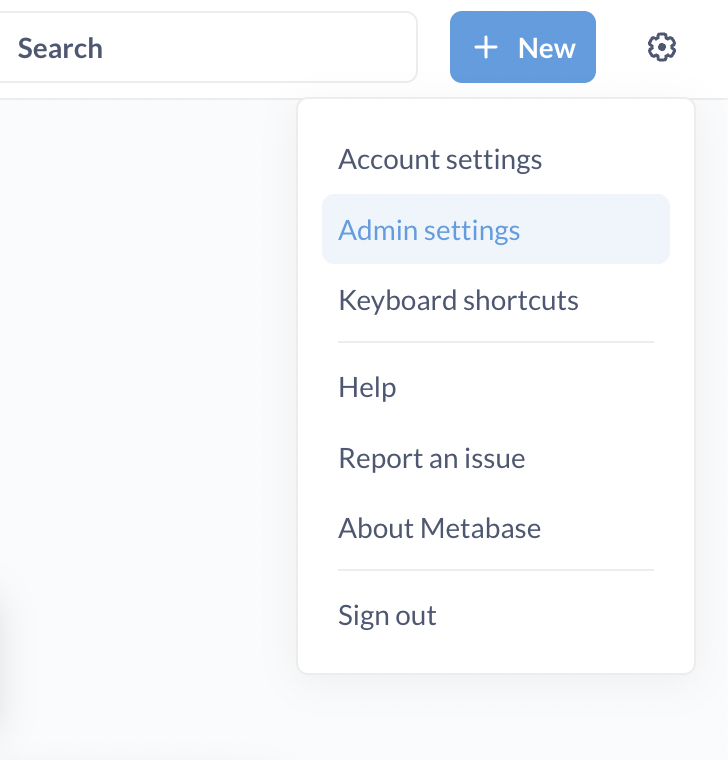 Search
New
Account settings
Admin settings
Keyboard shortcuts
Help
Report an issue
About Metabase
Sign out